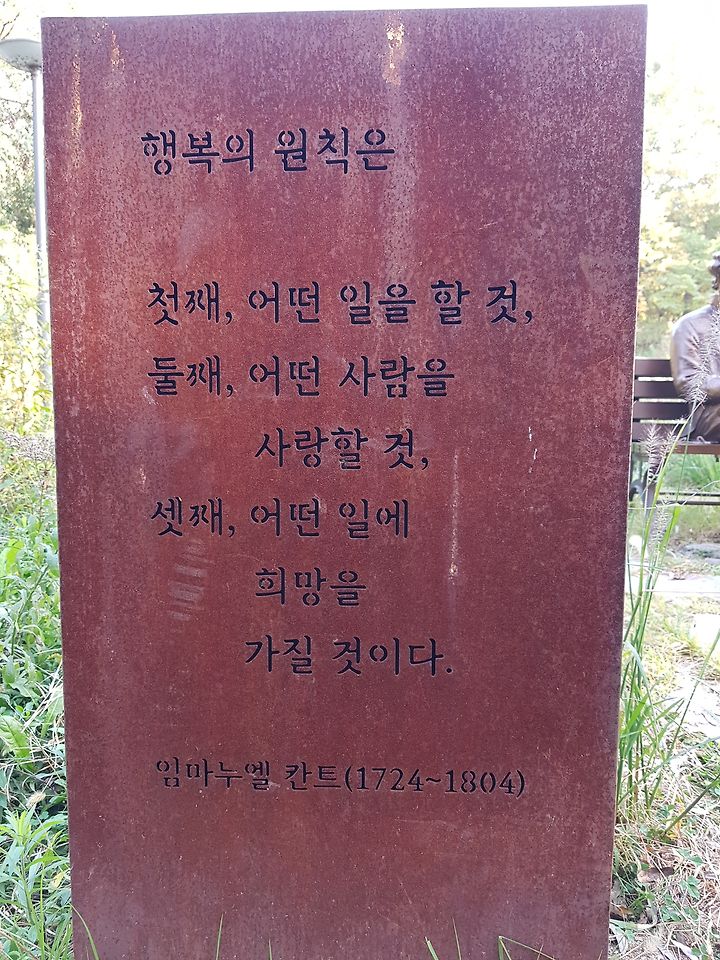 행복의 원칙은
첫째, 어떤 일을 할 것,
둘째, 어떤 사람을
사랑할 것,
셋째, 어떤 일에
희망을
가질 것이다.
임마누엘 칸트(1724~1804)